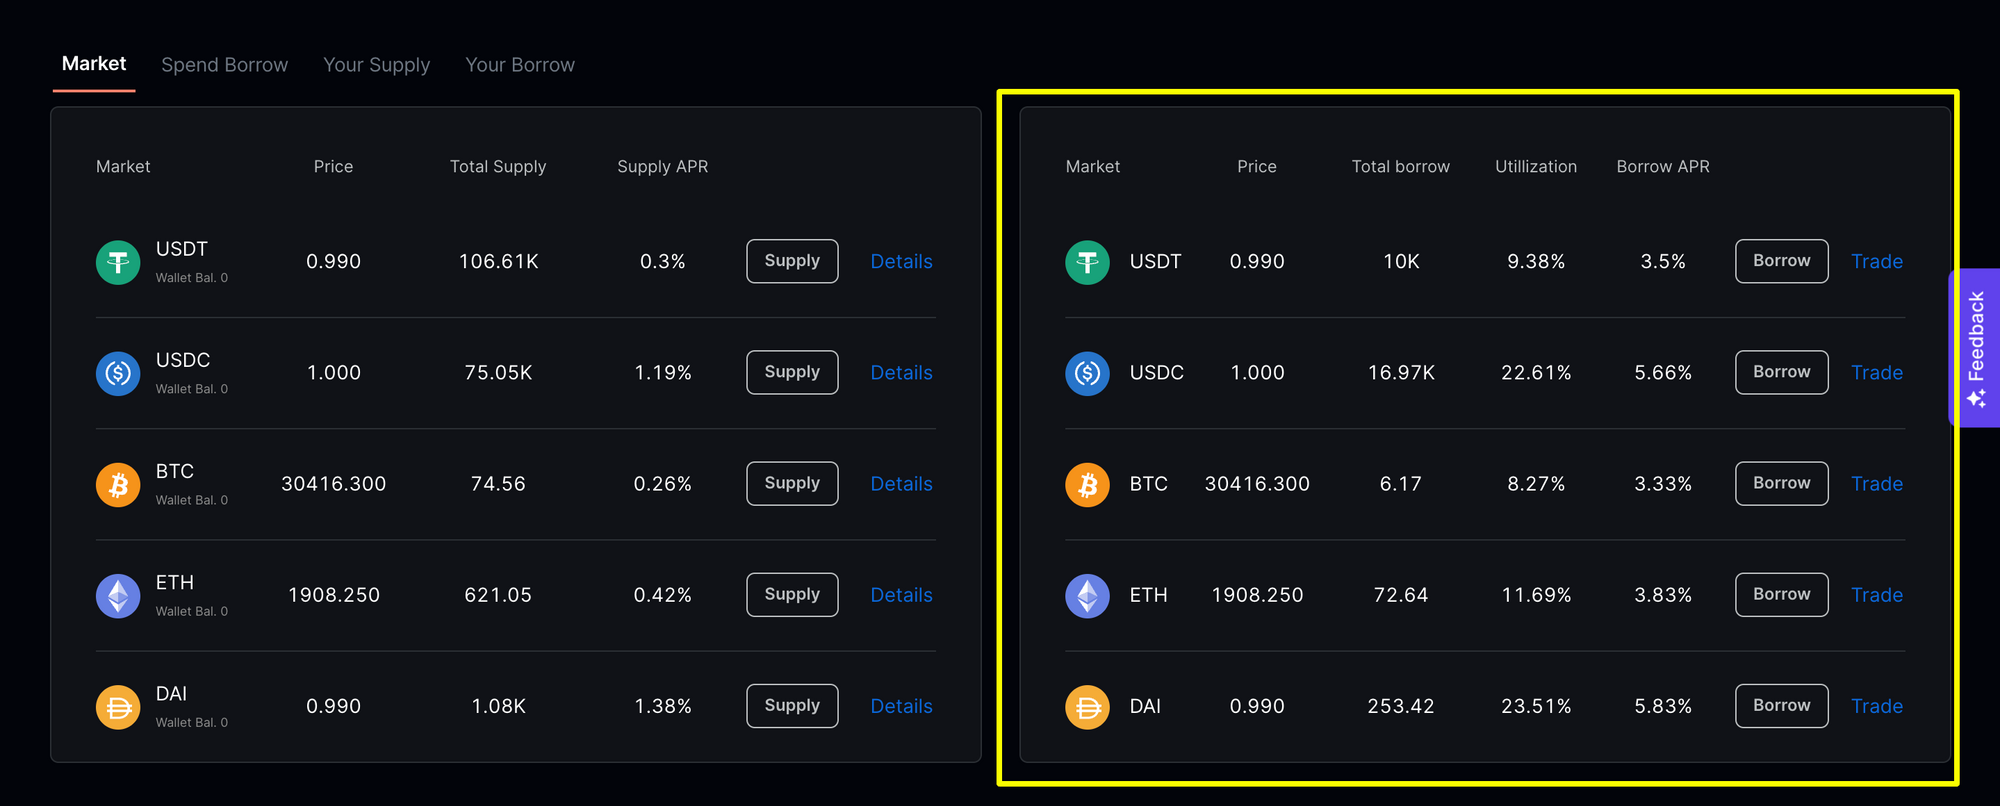 Market Spend Borrow Your Supply Your Borrow
Market Price Total Supply Supply APR
USDT
Wallet Bal. 0
0.990 106.61K 0.3% Supply Details
USDC
Wallet Bal. 0
1.000 75.05K 1.19% Supply Details
BTC
Wallet Bal. 0
30416.300 74.56 0.26% Supply Details
ETH
Wallet Bal. 0
1908.250 621.05 0.42% Supply Details
DAI
Wallet Bal. 0
0.990 1.08K 1.38% Supply Details
Market Price Total borrow Utillization Borrow APR
USDT 0.990 10K 9.38% 3.5% Borrow Trade
USDC 1.000 16.97K 22.61% 5.66% Borrow Trade
BTC 30416.300 6.17 8.27% 3.33% Borrow Trade
ETH 1908.250 72.64 11.69% 3.83% Borrow Trade
DAI 0.990 253.42 23.51% 5.83% Borrow Trade
Feedback